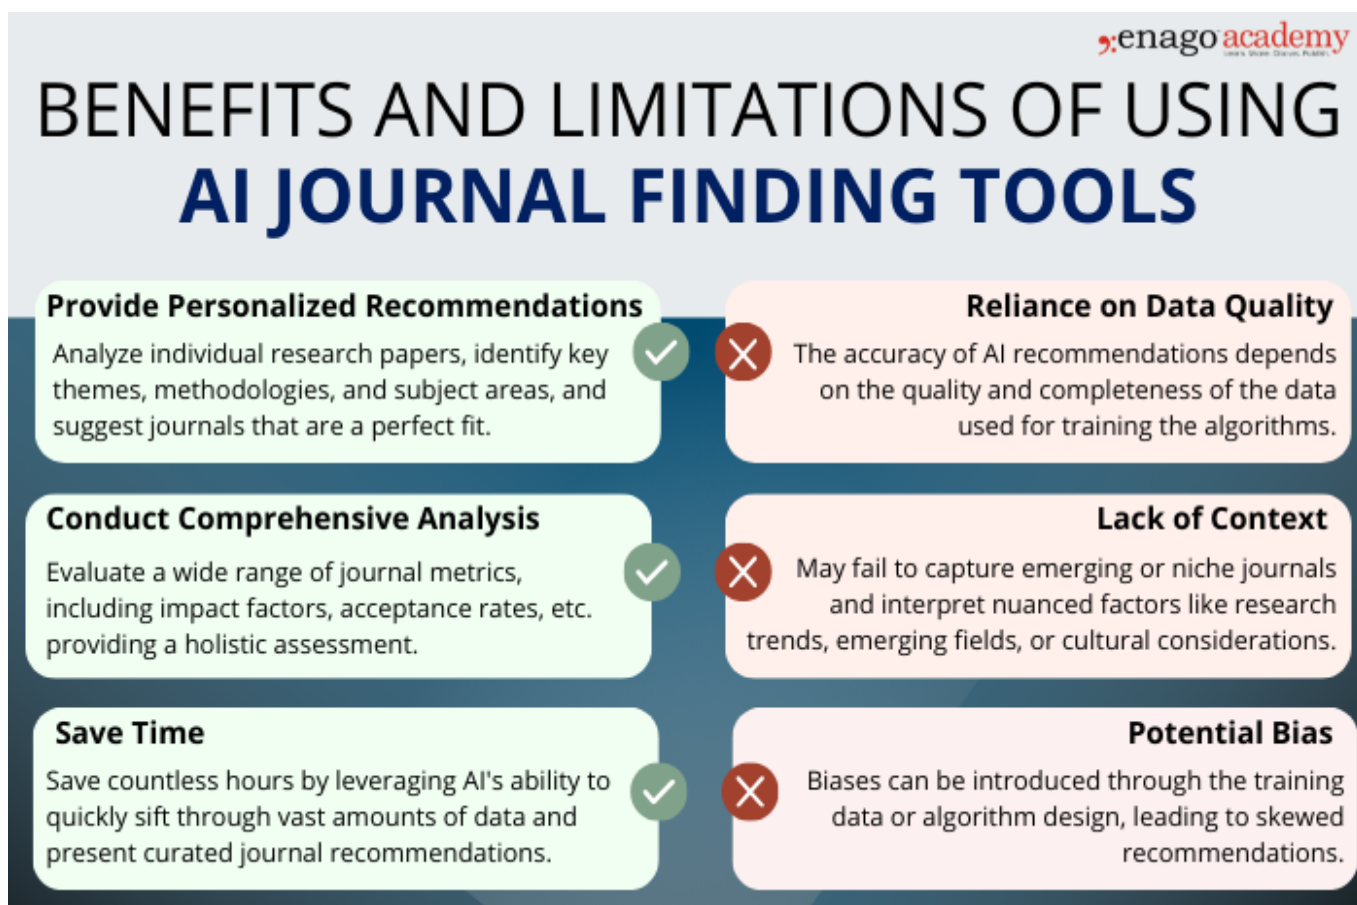 enago academy
Learn. Share. Discuss. Publish.
BENEFITS AND LIMITATIONS OF USING
AI JOURNAL FINDING TOOLS
Provide Personalized Recommendations
Analyze individual research papers, identify key
themes, methodologies, and subject areas, and
suggest journals that are a perfect fit.
Reliance on Data Quality
The accuracy of AI recommendations depends
on the quality and completeness of the data
used for training the algorithms.
Conduct Comprehensive Analysis
Evaluate a wide range of journal metrics,
including impact factors, acceptance rates, etc.
providing a holistic assessment.
Lack of Context
May fail to capture emerging or niche journals
and interpret nuanced factors like research
trends, emerging fields, or cultural considerations.
Save Time
Save countless hours by leveraging AI's ability to
quickly sift through vast amounts of data and
present curated journal recommendations.
Potential Bias
Biases can be introduced through the training
data or algorithm design, leading to skewed
recommendations.